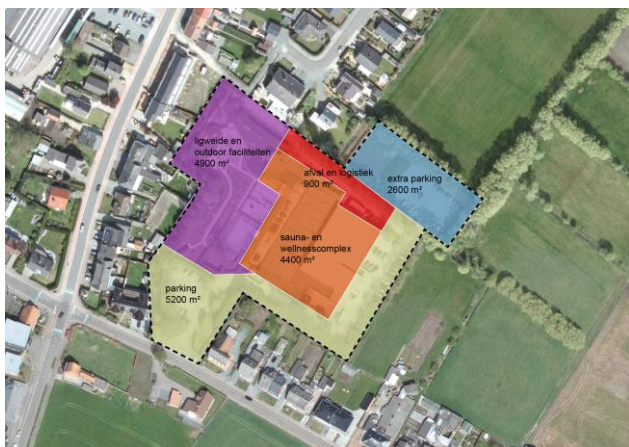 ligweide en
outdoor faciliteiten
4900 m²
afval en logistiek
900 m²
extra parking
2600 m²
sauna- en
wellnesscomplex
4400 m²
parking
5200 m²